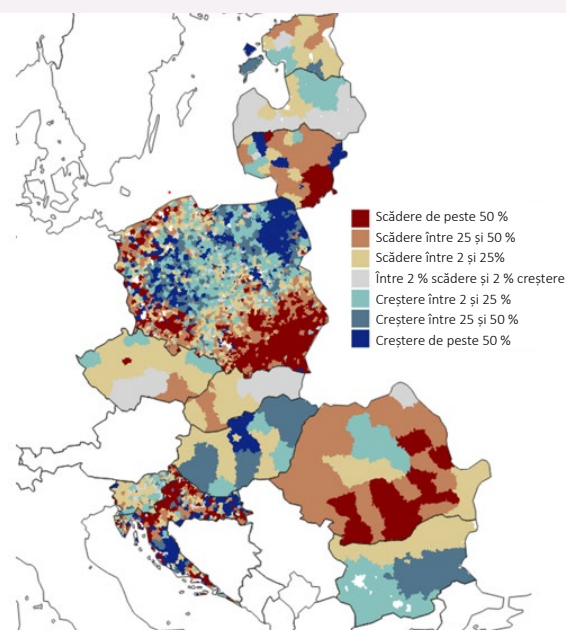 Scădere de peste 50 %
Scădere între 25 și 50 %
Scădere între 2 și 25%
Între 2 % scădere și 2 % creștere
Creștere între 2 și 25 %
Creștere între 25 și 50 %
Creștere de peste 50 %